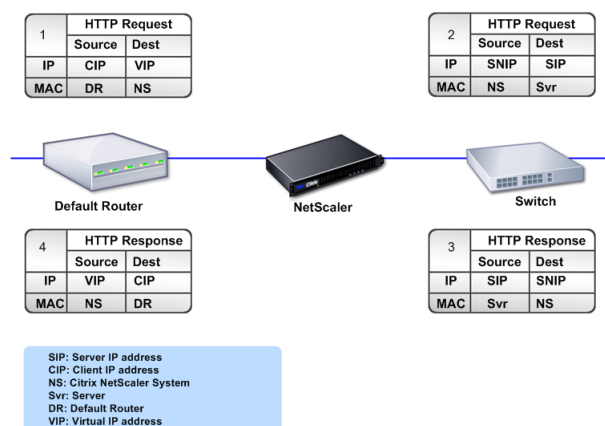 1 HTTP Request
Source Dest
IP CIP VIP
MAC DR NS
2 HTTP Request
Source Dest
IP SNIP SIP
MAC NS Svr
Default Router
NetScaler
Switch
4 HTTP Response
Source Dest
IP VIP CIP
MAC NS DR
3 HTTP Response
Source Dest
IP SIP SNIP
MAC Svr NS
SIP: Server IP address
CIP: Client IP address
NS: Citrix NetScaler System
Svr: Server
DR: Default Router
VIP: Virtual IP address